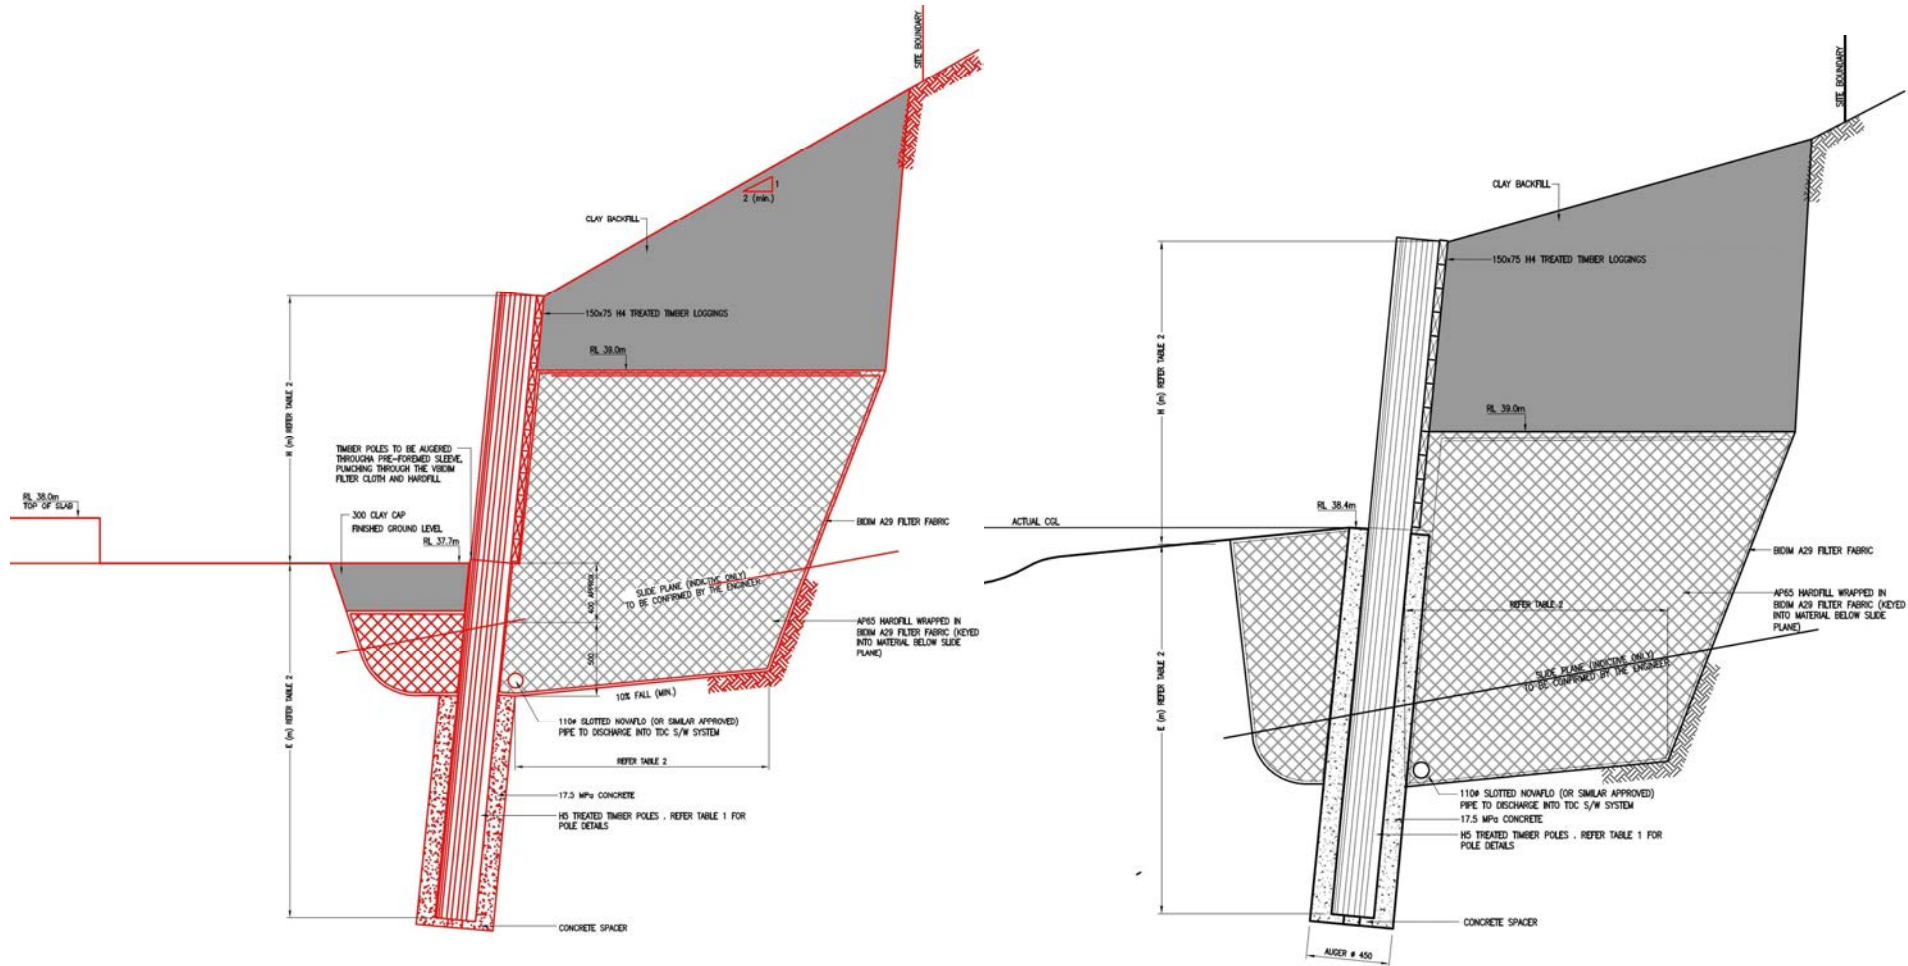 SITE BOUNDARY
1
2 (min.)
CLAY BACKFILL
150x75 H4 TREATED TIMBER LOGGINGS
RL 39.0m
H (m) REFER TABLE 2
TIMBER POLES TO BE AUGERED
THROUGHA PRE-FOREMED SLEEVE,
PUMCHING THROUGH THE VBIDIM
FILTER CLOTH AND HARDFILL
RL 38.0m
TOP OF SLAB
300 CLAY CAP
FINISHED GROUND LEVEL
RL 37.7m
BIDIM A29 FILTER FABRIC
SLIDE PLANE (INDICTIVE ONLY)
TO BE CONFIRMED BY THE ENGINEER
400 APPROX.
500
AP65 HARDFILL WRAPPED IN
BIDIM A29 FILTER FABRIC (KEYED
INTO MATERIAL BELOW SLIDE
PLANE)
10% FALL (MIN.)
E (m) REFER TABLE 2
110ø SLOTTED NOVAFLO (OR SIMILAR APPROVED)
PIPE TO DISCHARGE INTO TDC S/W SYSTEM
REFER TABLE 2
17.5 MPa CONCRETE
H5 TREATED TIMBER POLES . REFER TABLE 1 FOR
POLE DETAILS
CONCRETE SPACER
SITE BOUNDARY
CLAY BACKFILL
150x75 H4 TREATED TIMBER LOGGINGS
H (m) REFER TABLE 2
RL 39.0m
RL 38.4m
ACTUAL CGL
BIDIM A29 FILTER FABRIC
REFER TABLE 2
AP65 HARDFILL WRAPPED IN
BIDIM A29 FILTER FABRIC (KEYED
INTO MATERIAL BELOW SLIDE
PLANE)
SLIDE PLANE (INDICTIVE ONLY)
TO BE CONFIRMED BY THE ENGINEER
E (m) REFER TABLE 2
110ø SLOTTED NOVAFLO (OR SIMILAR APPROVED)
PIPE TO DISCHARGE INTO TDC S/W SYSTEM
17.5 MPa CONCRETE
H5 TREATED TIMBER POLES . REFER TABLE 1 FOR
POLE DETAILS
CONCRETE SPACER
AUGER ø 450